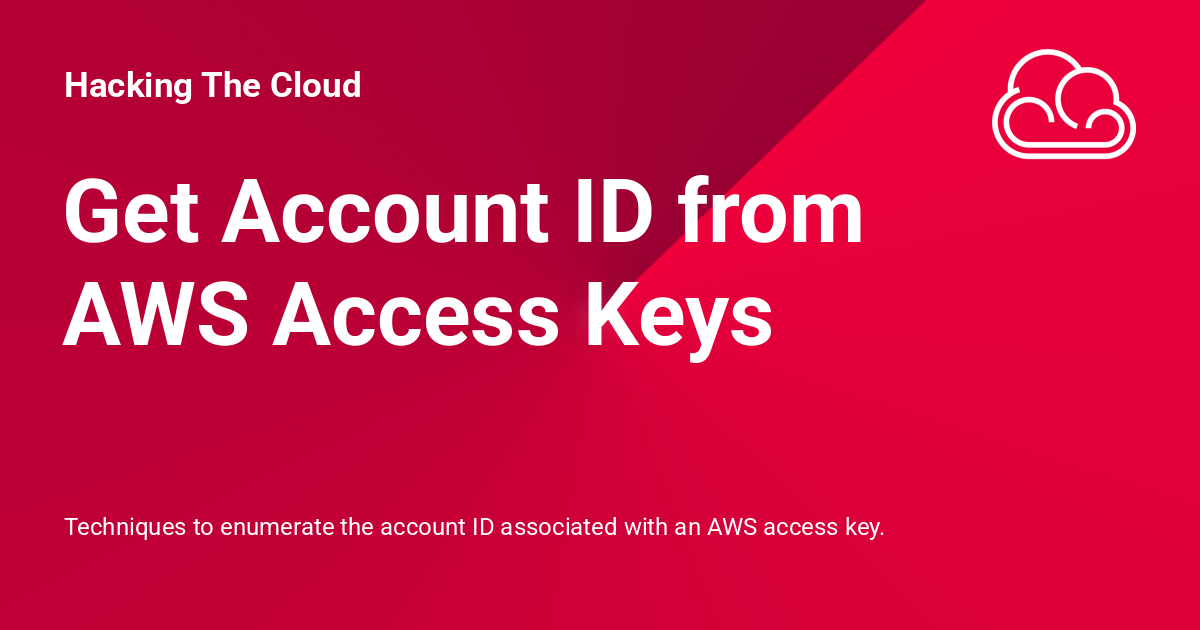 Hacking The Cloud
Get Account ID from
AWS Access Keys
Techniques to enumerate the account ID associated with an AWS access key.